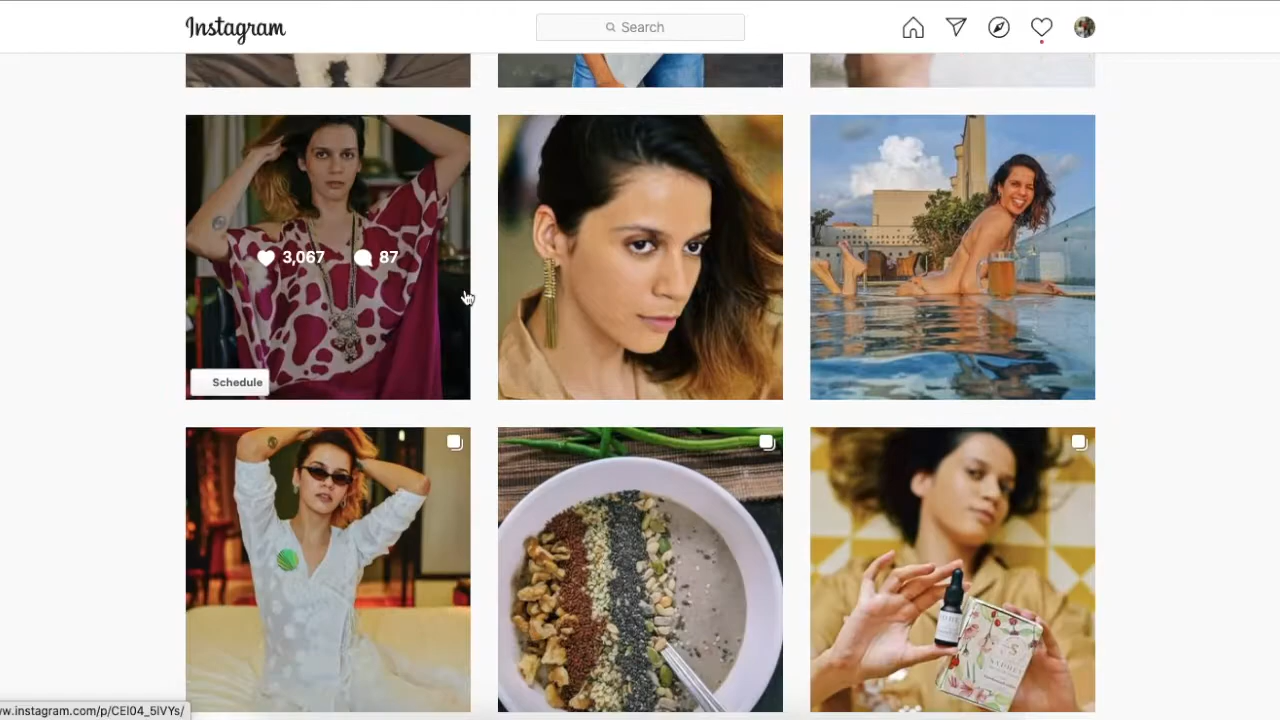 Instagram
Search
3,067
87
Schedule
w.instagram.com/p/CEI04_5IVYs/